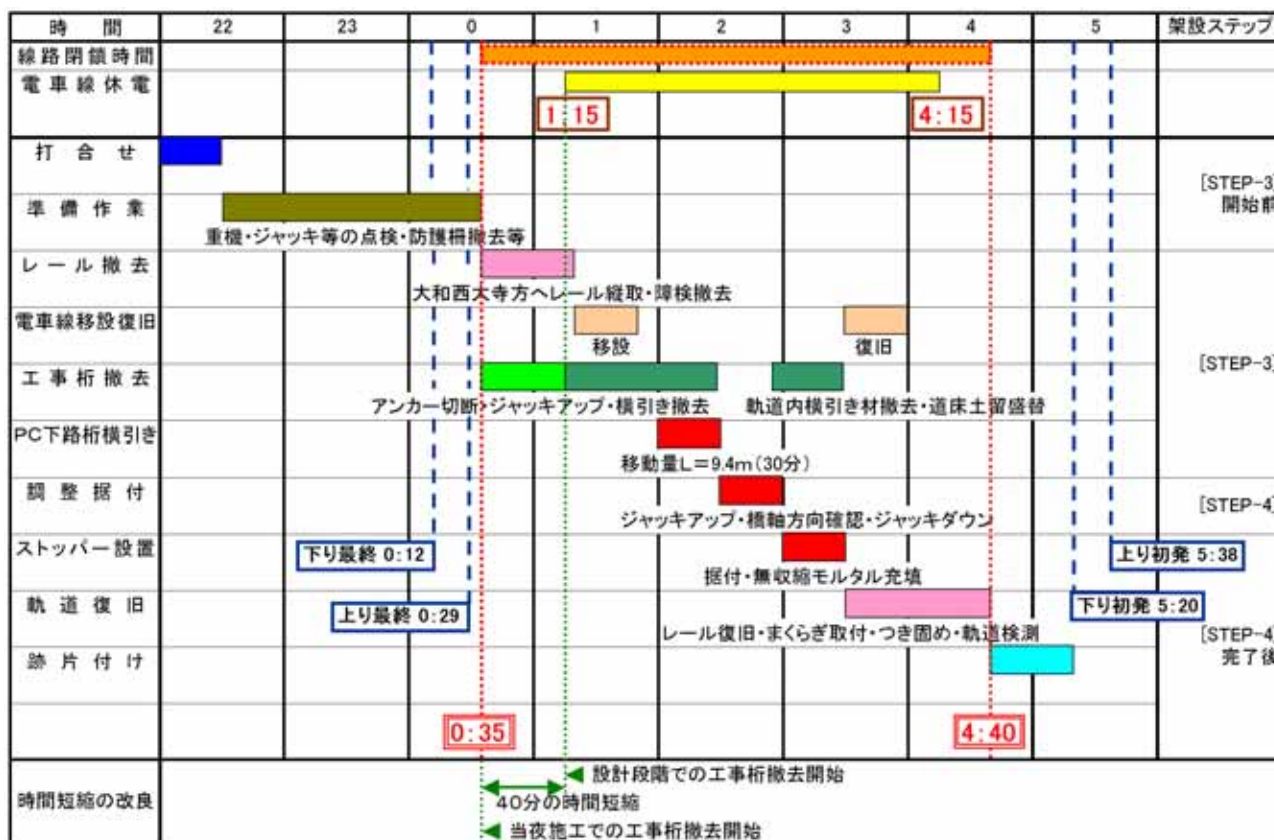 時　間 22 23 0 1 2 3 4 5 架設ステップ
線路閉鎖時間
電車線休電
1:15 4:15
打合せ
[STEP-3]
開始前
準備作業
重機・ジャッキ等の点検・防護柵撤去等
レール撤去
大和西大寺方へレール縦取・障検撤去
電車線移設復旧
移設 復旧
[STEP-3]
工事桁撤去
アンカー切断・ジャッキアップ・横引き撤去 軌道内横引き材撤去・道床土留盛替
PC下路桁横引き
移動量L=9.4m(30分)
調整据付
[STEP-4]
ジャッキアップ・橋軸方向確認・ジャッキダウン
ストッパー設置
下り最終 0:12 上り初発 5:38
据付・無収縮モルタル充填
軌道復旧
上り最終 0:29 下り初発 5:20
レール復旧・まくらぎ取付・つき固め・軌道検測
[STEP-4]
完了後
跡片付け
0:35 4:40
時間短縮の改良
設計段階での工事桁撤去開始
40分の時間短縮
当夜施工での工事桁撤去開始